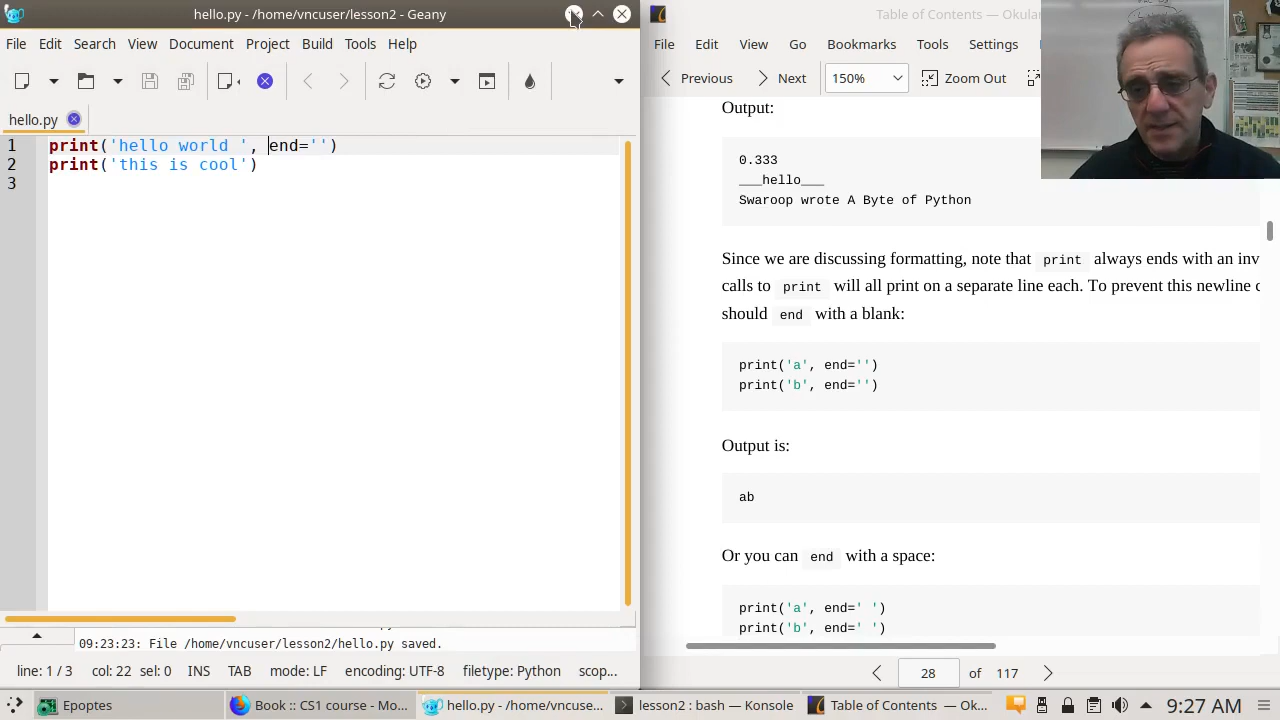 hello.py - /home/vncuser/lesson2 - Geany
File Edit Search View Document Project Build Tools Help
hello.py
1 print('hello world ', end='')
2 print('this is cool')
3
09:23:23: File /home/vncuser/lesson2/hello.py saved.
line: 1 / 3 col: 22 sel: 0 INS TAB mode: LF encoding: UTF-8 filetype: Python scop...
Table of Contents — Okular
File Edit View Go Bookmarks Tools Settings
Previous Next 150% Zoom Out
Output:
0.333
___hello___
Swaroop wrote A Byte of Python
Since we are discussing formatting, note that print always ends with an inv
calls to print will all print on a separate line each. To prevent this newline c
should end with a blank:
print('a', end='')
print('b', end='')
Output is:
ab
Or you can end with a space:
print('a', end=' ')
print('b', end=' ')
28 of 117
Epoptes Book :: CS1 course - Mo... hello.py - /home/vncuse... lesson2 : bash — Konsole Table of Contents — Ok... 9:27 AM